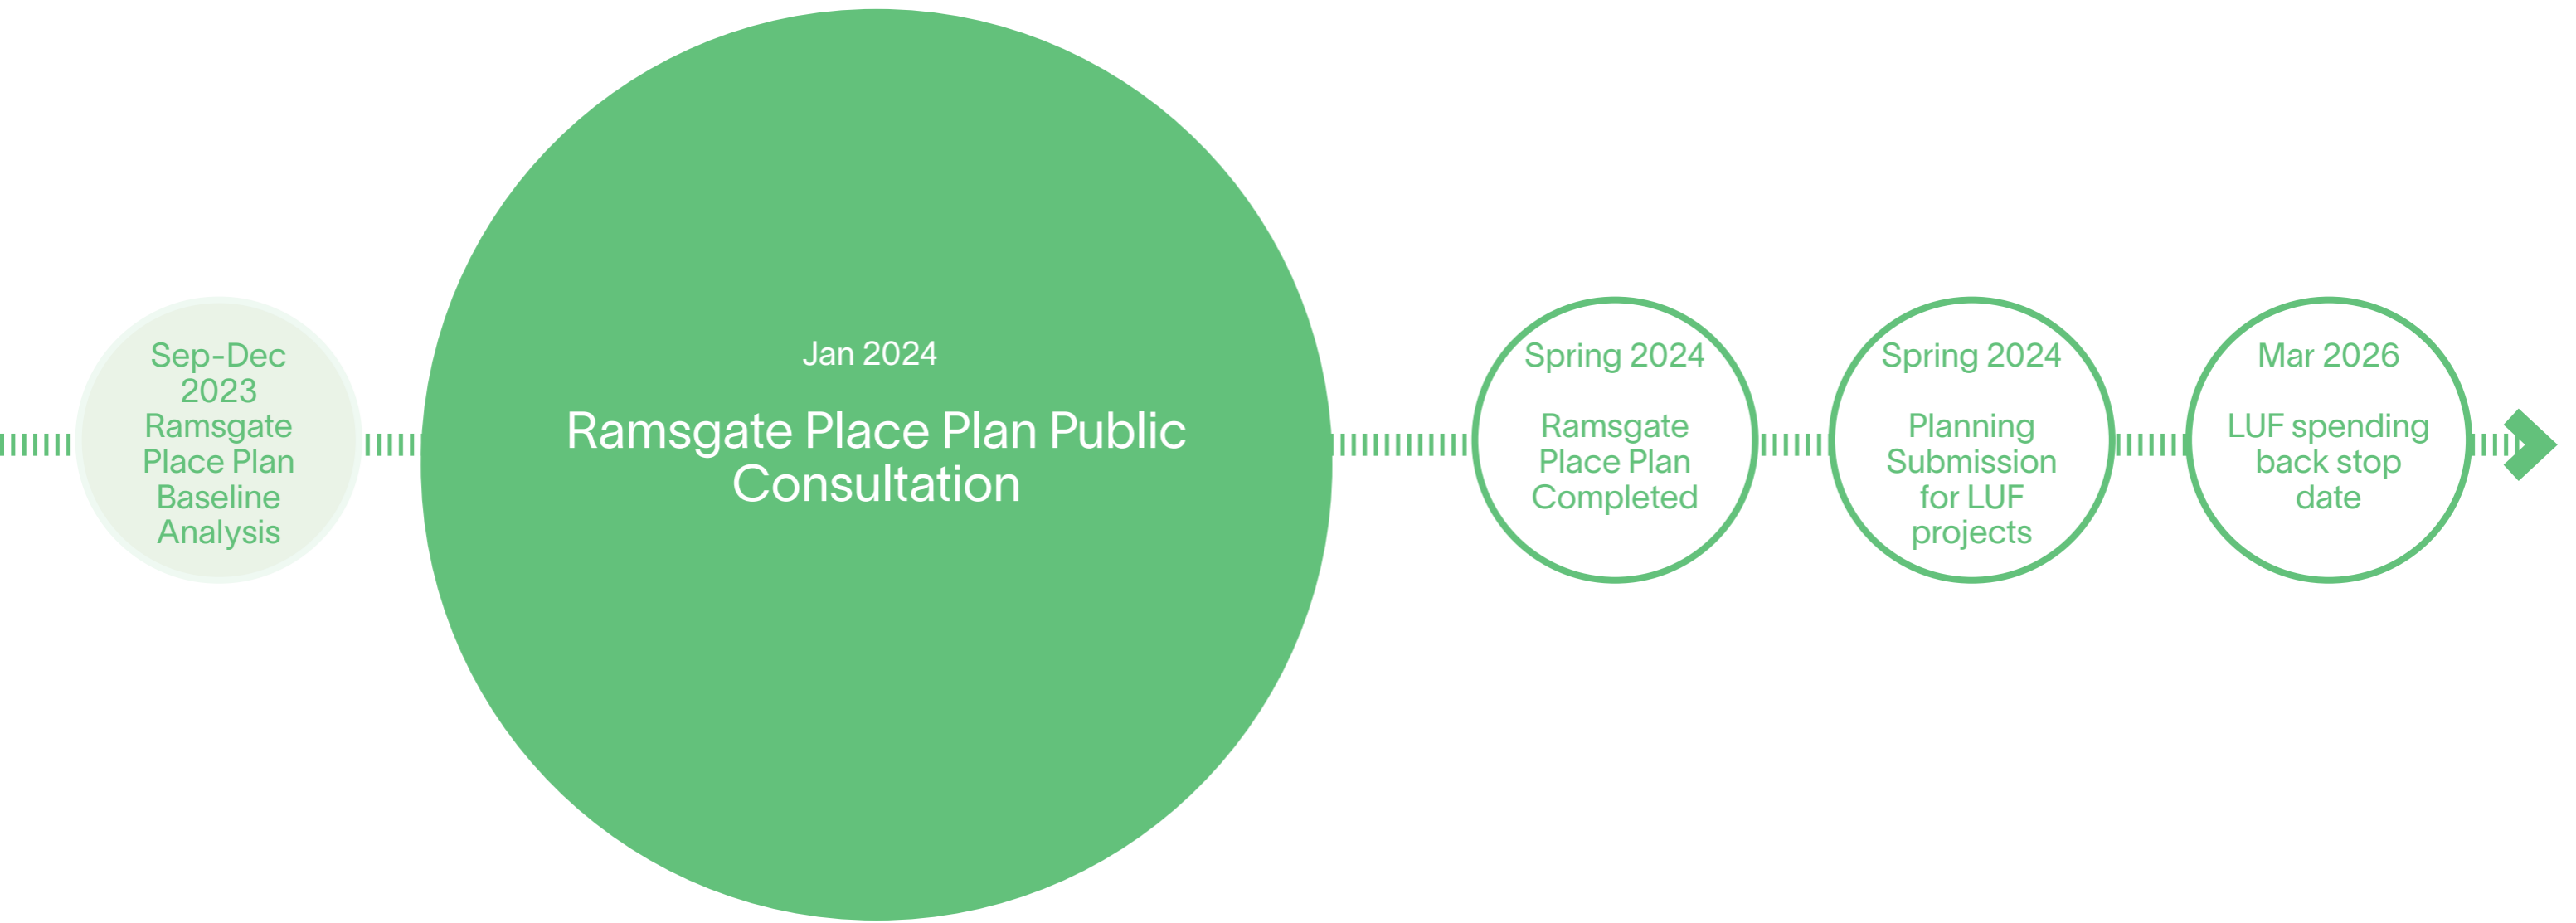 Sep-Dec
2023
Ramsgate
Place Plan
Baseline
Analysis
Jan 2024
Ramsgate Place Plan Public
Consultation
Spring 2024
Ramsgate
Place Plan
Completed
Spring 2024
Planning
Submission
for LUF
projects
Mar 2026
LUF spending
back stop
date